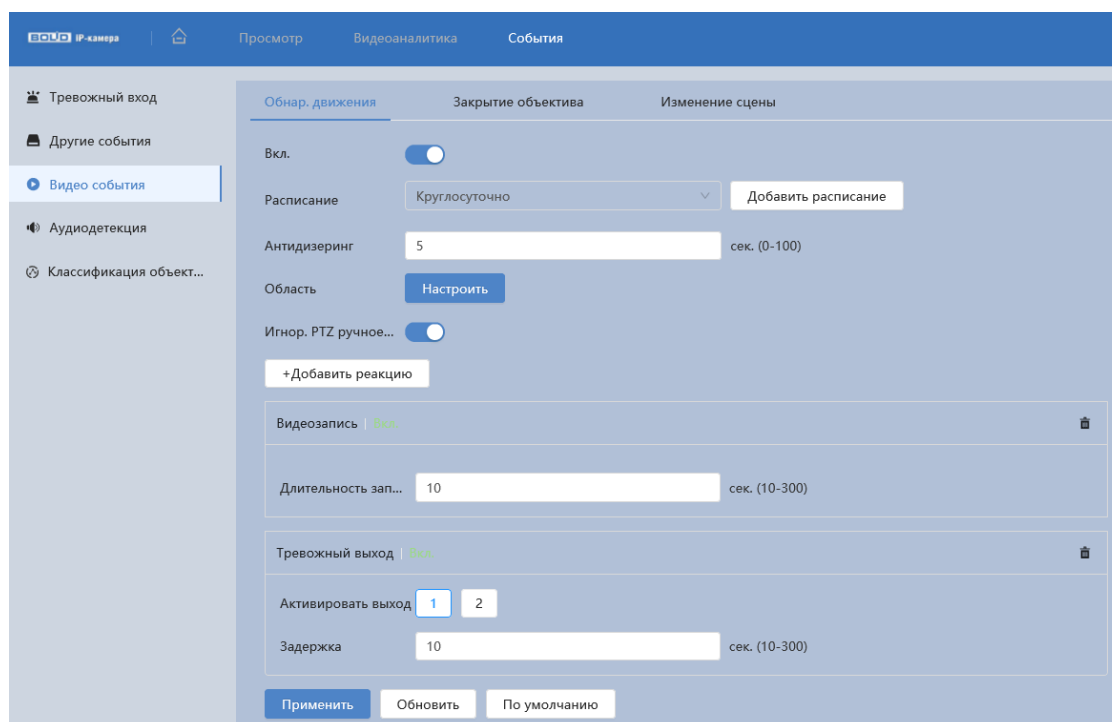 BOLID IP-камера
Просмотр
Видеоаналитика
События
Тревожный вход
Другие события
Видео события
Аудиодетекция
Классификация объект...
Обнар. движения
Закрытие объектива
Изменение сцены
Вкл.
Расписание Круглосуточно Добавить расписание
Антидизеринг 5 сек. (0-100)
Область Настроить
Игнор. PTZ ручное...
+Добавить реакцию
Видеозапись | Вкл.
Длительность зап... 10 сек. (10-300)
Тревожный выход | Вкл.
Активировать выход 1 2
Задержка 10 сек. (10-300)
Применить Обновить По умолчанию